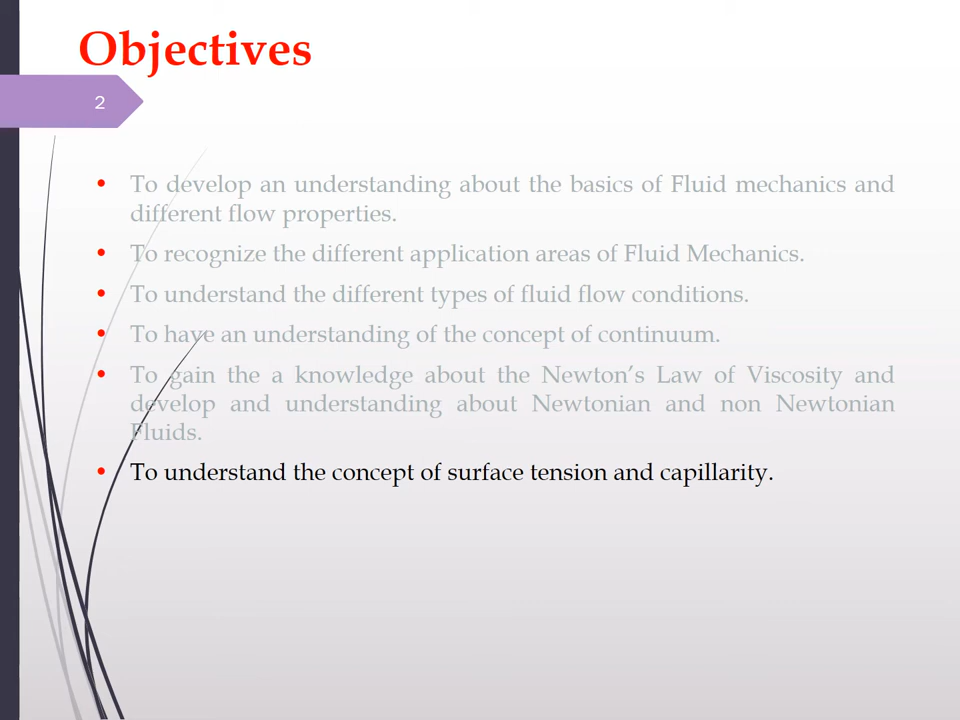 Objectives
2
• To develop an understanding about the basics of Fluid mechanics and
different flow properties.
• To recognize the different application areas of Fluid Mechanics.
• To understand the different types of fluid flow conditions.
• To have an understanding of the concept of continuum.
• To gain the a knowledge about the Newton’s Law of Viscosity and
develop and understanding about Newtonian and non Newtonian
Fluids.
• To understand the concept of surface tension and capillarity.